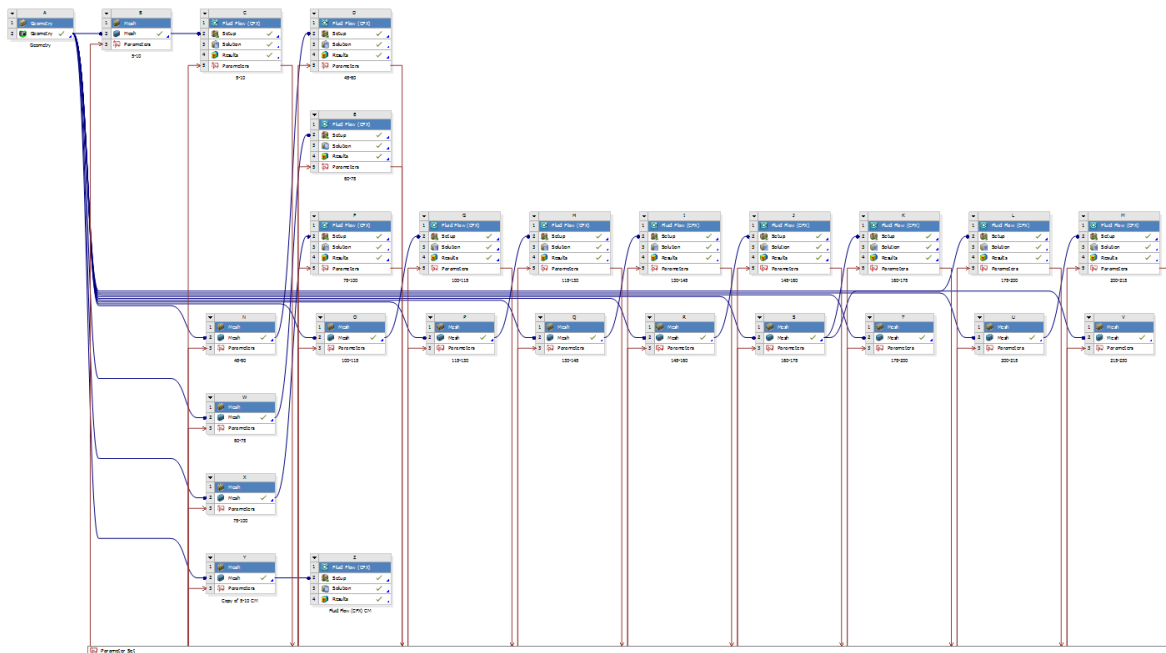 A
1 Geometry
2 Geometry
Geometry
B
1 Mesh
2 Mesh
3 Parameters
5-10
C
1 Fluid Flow (CFX)
2 Setup
3 Solution
4 Results
5 Parameters
5-10
D
1 Fluid Flow (CFX)
2 Setup
3 Solution
4 Results
5 Parameters
45-60
E
1 Fluid Flow (CFX)
2 Setup
3 Solution
4 Results
5 Parameters
60-75
F
1 Fluid Flow (CFX)
2 Setup
3 Solution
4 Results
5 Parameters
75-100
G
1 Fluid Flow (CFX)
2 Setup
3 Solution
4 Results
5 Parameters
100-115
H
1 Fluid Flow (CFX)
2 Setup
3 Solution
4 Results
5 Parameters
115-130
I
1 Fluid Flow (CFX)
2 Setup
3 Solution
4 Results
5 Parameters
130-145
J
1 Fluid Flow (CFX)
2 Setup
3 Solution
4 Results
5 Parameters
145-160
K
1 Fluid Flow (CFX)
2 Setup
3 Solution
4 Results
5 Parameters
160-175
L
1 Fluid Flow (CFX)
2 Setup
3 Solution
4 Results
5 Parameters
175-200
M
1 Fluid Flow (CFX)
2 Setup
3 Solution
4 Results
5 Parameters
200-215
N
1 Mesh
2 Mesh
3 Parameters
45-60
O
1 Mesh
2 Mesh
3 Parameters
100-115
P
1 Mesh
2 Mesh
3 Parameters
115-130
Q
1 Mesh
2 Mesh
3 Parameters
130-145
R
1 Mesh
2 Mesh
3 Parameters
145-160
S
1 Mesh
2 Mesh
3 Parameters
160-175
T
1 Mesh
2 Mesh
3 Parameters
175-200
U
1 Mesh
2 Mesh
3 Parameters
200-215
V
1 Mesh
2 Mesh
3 Parameters
215-230
W
1 Mesh
2 Mesh
3 Parameters
60-75
X
1 Mesh
2 Mesh
3 Parameters
75-100
Y
1 Mesh
2 Mesh
3 Parameters
Copy of 5-10 CM
Z
1 Fluid Flow (CFX)
2 Setup
3 Solution
4 Results
Fluid Flow (CFX) CM
Parameter Set